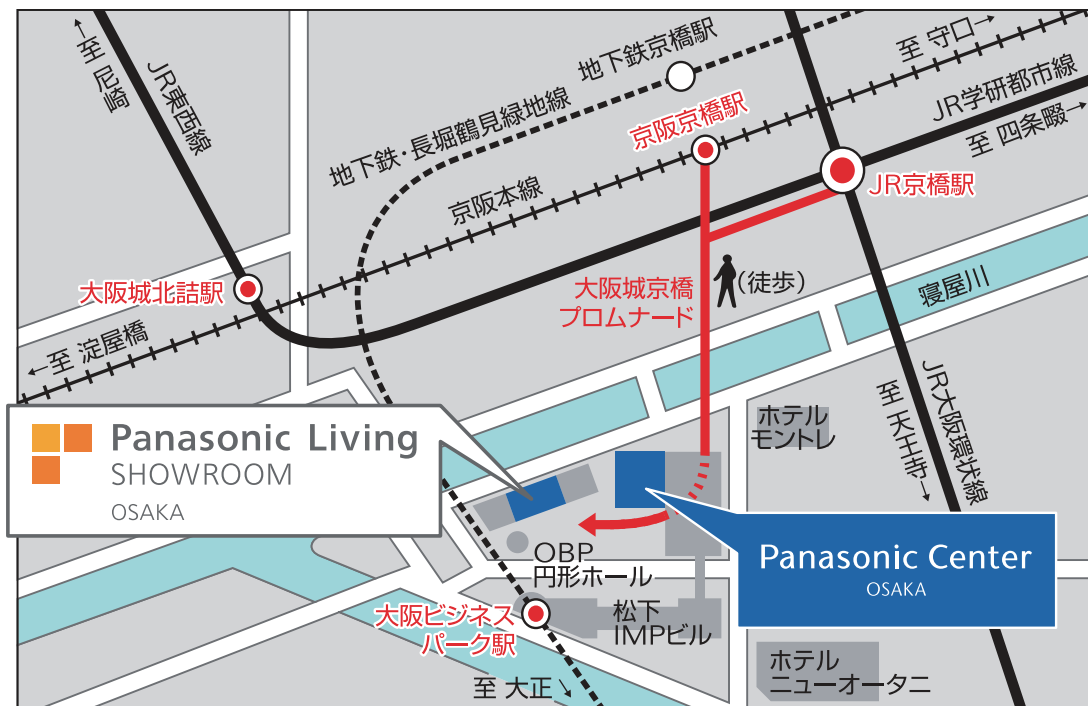 ←至 尼崎
JR東西線
地下鉄京橋駅
至 守口→
地下鉄・長堀鶴見緑地線
京阪京橋駅
JR学研都市線
至 四条畷→
京阪本線
JR京橋駅
大阪城北詰駅
大阪城京橋
プロムナード
(徒歩)
寝屋川
←至 淀屋橋
JR大阪環状線
至 天王寺→
ホテル
モントレ
Panasonic Living
SHOWROOM
OSAKA
OBP
円形ホール
Panasonic Center
OSAKA
大阪ビジネス
パーク駅
松下
IMPビル
ホテル
ニューオータニ
至 大正↘